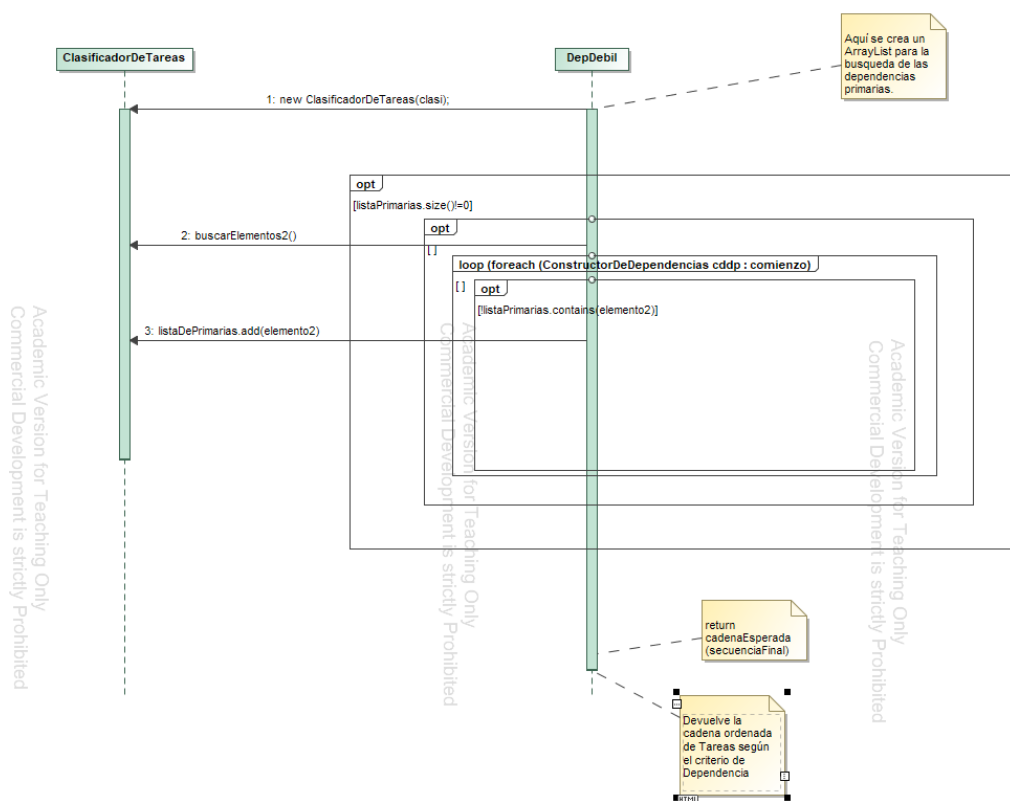 Aquí se crea un
ArrayList para la
busqueda de las
dependencias
primarias.
ClasificadorDeTareas
DepDebil
1: new ClasificadorDeTareas(clasi);
opt
[listaPrimarias.size()!=0]
opt
2: buscarElementos2()
[ ]
loop (foreach (ConstructorDeDependencias cddp : comienzo)
[ ]
opt
[!listaPrimarias.contains(elemento2)]
3: listaDePrimarias.add(elemento2)
Academic Version for Teaching Only
Commercial Development is strictly Prohibited
Academic Version for Teaching Only
Commercial Development is strictly Prohibited
Academic Version for Teaching Only
Commercial Development is strictly Prohibited
return
cadenaEsperada
(secuenciaFinal)
Devuelve la
cadena ordenada
de Tareas según
el criterio de
Dependencia
HTML